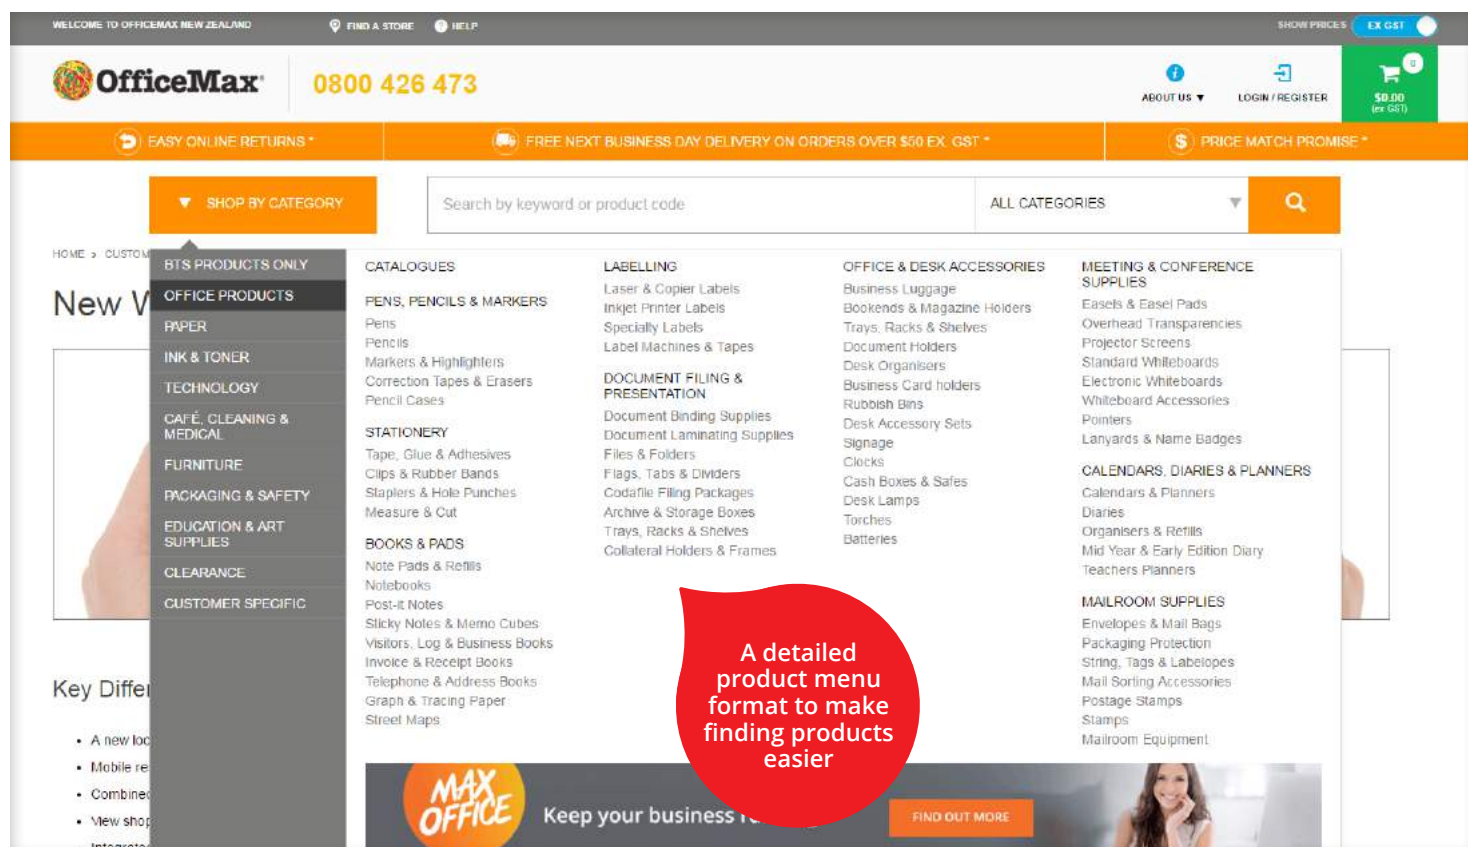 WELCOME TO OFFICEMAX NEW ZEALAND
FIND A STORE
HELP
SHOW PRICES
EX GST
OfficeMax
0800 426 473
ABOUT US
LOGIN / REGISTER
0
$0.00
(ex GST)
EASY ONLINE RETURNS *
FREE NEXT BUSINESS DAY DELIVERY ON ORDERS OVER $50 EX. GST *
PRICE MATCH PROMISE *
SHOP BY CATEGORY
Search by keyword or product code
ALL CATEGORIES
HOME > CUSTOM
New W
BTS PRODUCTS ONLY
OFFICE PRODUCTS
PAPER
INK & TONER
TECHNOLOGY
CAFÉ, CLEANING &
MEDICAL
FURNITURE
PACKAGING & SAFETY
EDUCATION & ART
SUPPLIES
CLEARANCE
CUSTOMER SPECIFIC
CATALOGUES
PENS, PENCILS & MARKERS
Pens
Pencils
Markers & Highlighters
Correction Tapes & Erasers
Pencil Cases
STATIONERY
Tape, Glue & Adhesives
Clips & Rubber Bands
Staplers & Hole Punches
Measure & Cut
BOOKS & PADS
Note Pads & Refills
Notebooks
Post-it Notes
Sticky Notes & Memo Cubes
Visitors, Log & Business Books
Invoice & Receipt Books
Telephone & Address Books
Graph & Tracing Paper
Street Maps
LABELLING
Laser & Copier Labels
Inkjet Printer Labels
Specialty Labels
Label Machines & Tapes
DOCUMENT FILING &
PRESENTATION
Document Binding Supplies
Document Laminating Supplies
Files & Folders
Flags, Tabs & Dividers
Codafile Filing Packages
Archive & Storage Boxes
Trays, Racks & Shelves
Collateral Holders & Frames
OFFICE & DESK ACCESSORIES
Business Luggage
Bookends & Magazine Holders
Trays, Racks & Shelves
Document Holders
Desk Organisers
Business Card holders
Rubbish Bins
Desk Accessory Sets
Signage
Clocks
Cash Boxes & Safes
Desk Lamps
Torches
Batteries
MEETING & CONFERENCE
SUPPLIES
Easels & Easel Pads
Overhead Transparencies
Projector Screens
Standard Whiteboards
Electronic Whiteboards
Whiteboard Accessories
Pointers
Lanyards & Name Badges
CALENDARS, DIARIES & PLANNERS
Calendars & Planners
Diaries
Organisers & Refills
Mid Year & Early Edition Diary
Teachers Planners
MAILROOM SUPPLIES
Envelopes & Mail Bags
Packaging Protection
String, Tags & Labelopes
Mail Sorting Accessories
Postage Stamps
Stamps
Mailroom Equipment
A detailed
product menu
format to make
finding products
easier
Key Differ
• A new loo
• Mobile re
• Combined
• View shop
MAX
OFFICE
Keep your business
FIND OUT MORE